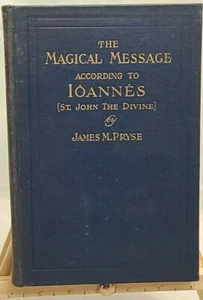 THE
MAGICAL MESSAGE
ACCORDING TO
IÔANNÊS
(ST. JOHN THE DIVINE)
by
JAMES M. PRYSE